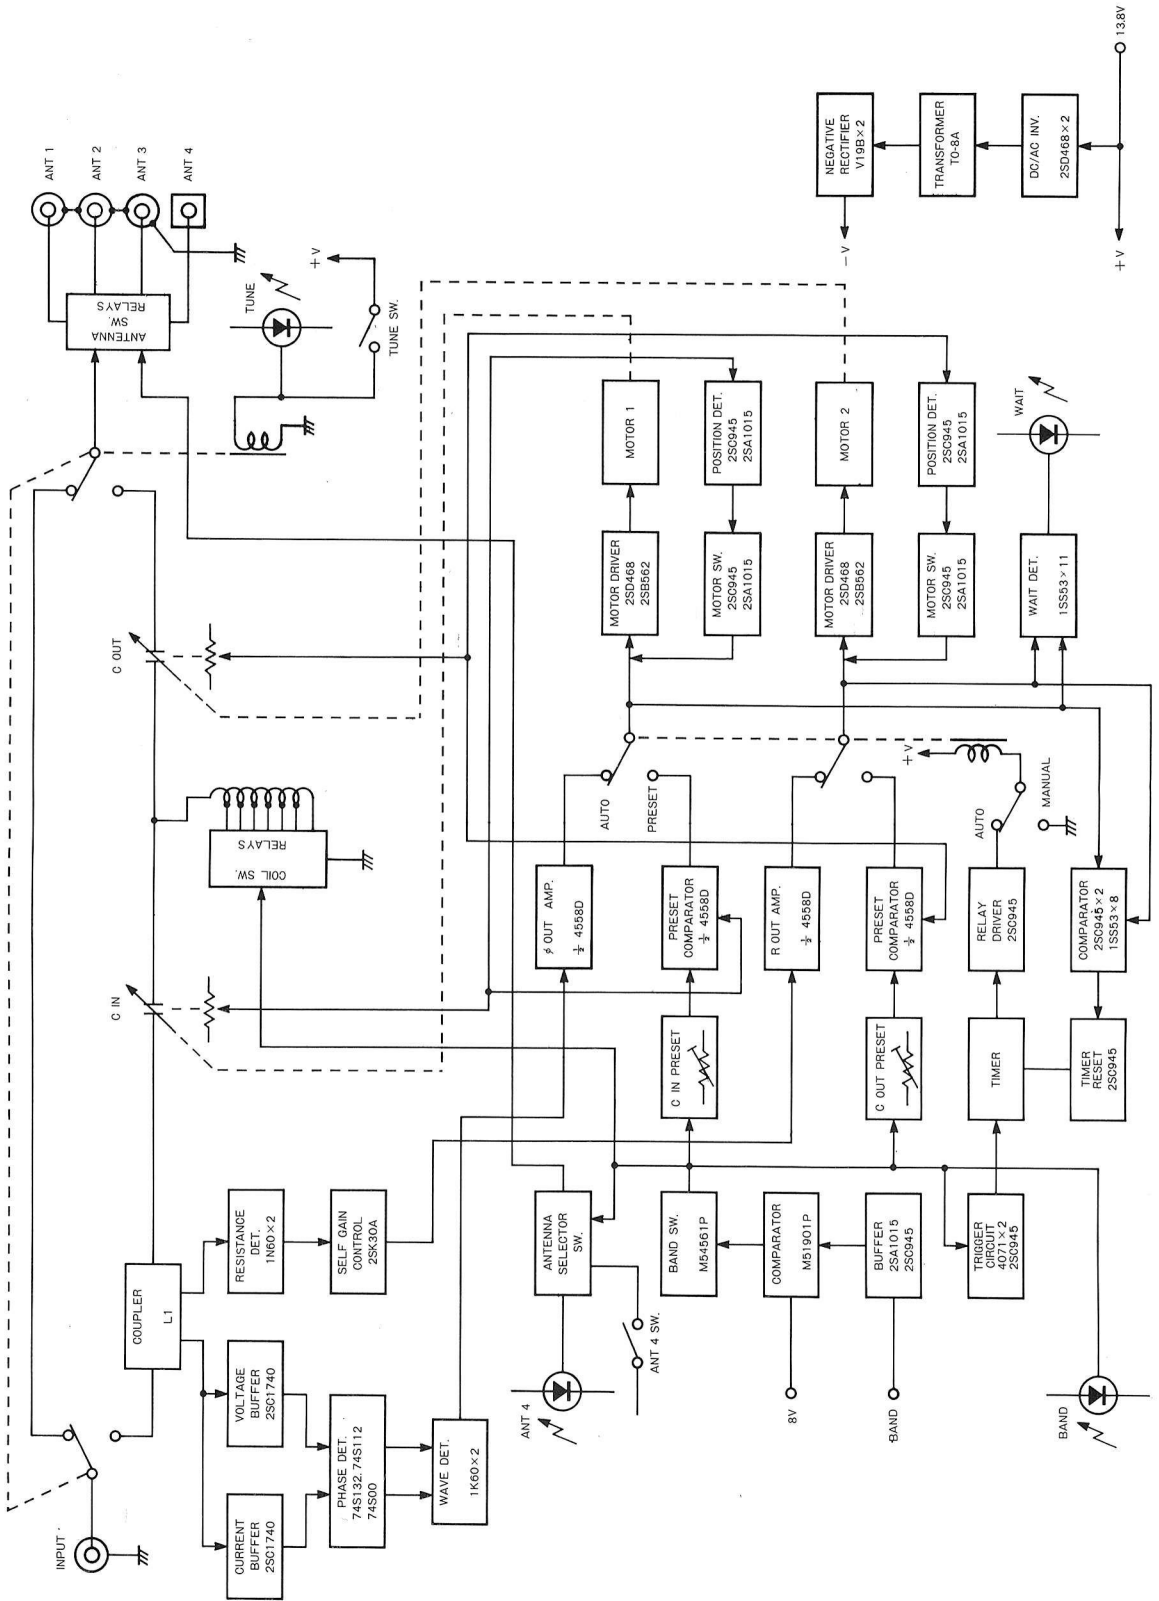 INPUT
CURRENT
BUFFER
2SC1740
VOLTAGE
BUFFER
2SC1740
PHASE DET.
74S132. 74S112
74S00
WAVE DET.
1K60×2
COUPLER
L1
RESISTANCE
DET.
1N60×2
SELF GAIN
CONTROL
2SK30A
C IN
COIL SW.
RELAYS
C OUT
ANTENNA
SW.
RELAYS
ANT 1
ANT 2
ANT 3
ANT 4
TUNE
+V
TUNE SW.
ANT 4
ANTENNA
SELECTOR
SW.
ANT 4 SW.
BAND SW.
M54561P
COMPARATOR
M51901P
8V
BUFFER
2SA1015
2SC945
BAND
TRIGGER
CIRCUIT
4071×2
2SC945
BAND
C IN PRESET
C OUT PRESET
TIMER
TIMER
RESET
2SC945
φ OUT AMP.
½ 4558D
PRESET
COMPARATOR
½ 4558D
R OUT AMP.
½ 4558D
PRESET
COMPARATOR
½ 4558D
RELAY
DRIVER
2SC945
COMPARATOR
2SC945×2
1SS53×8
AUTO
PRESET
+V
AUTO
MANUAL
MOTOR DRIVER
2SD468
2SB562
MOTOR SW.
2SC945
2SA1015
MOTOR DRIVER
2SD468
2SB562
MOTOR SW.
2SC945
2SA1015
WAIT DET.
1SS53×11
MOTOR 1
POSITION DET.
2SC945
2SA1015
MOTOR 2
POSITION DET.
2SC945
2SA1015
WAIT
−V
NEGATIVE
RECTIFIER
V19B×2
TRANSFORMER
TO-8A
DC/AC INV.
2SD468×2
+V
13.8V